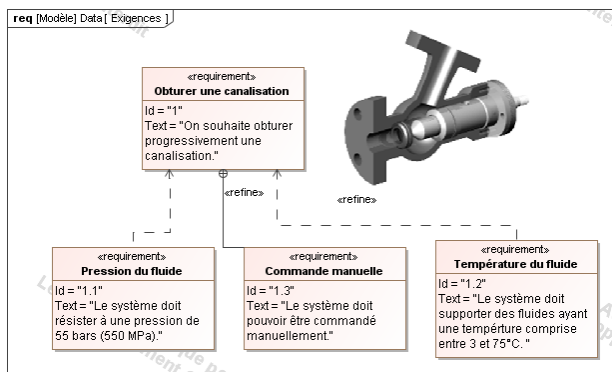 req [Modèle] Data [ Exigences ]
«requirement»
Obturer une canalisation
Id = "1"
Text = "On souhaite obturer
progressivement une
canalisation."
«refine»
«refine»
«requirement»
Pression du fluide
Id = "1.1"
Text = "Le système doit
résister à une pression de
55 bars (550 MPa)."
«requirement»
Commande manuelle
Id = "1.3"
Text = "Le système doit
pouvoir être commandé
manuellement."
«requirement»
Température du fluide
Id = "1.2"
Text = "Le système doit
supporter des fluides ayant
une tempérture comprise
entre 3 et 75°C. "